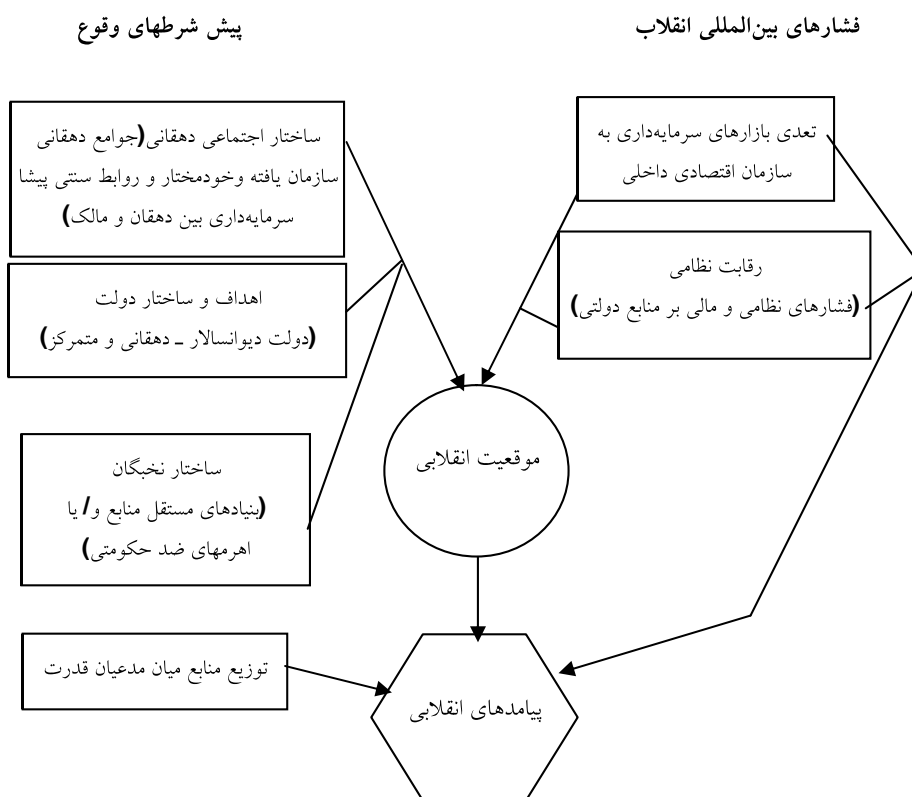 فشارهای بین‌المللی انقلاب
پیش شرطهای وقوع
تعدی بازارهای سرمایه‌داری به
سازمان اقتصادی داخلی
رقابت نظامی
(فشارهای نظامی و مالی بر منابع دولتی)
ساختار اجتماعی دهقانی(جوامع دهقانی
سازمان یافته وخودمختار و روابط سنتی پیشا
سرمایه‌داری بین دهقان و مالک)
اهداف و ساختار دولت
(دولت دیوانسالار ـ دهقانی و متمرکز)
ساختار نخبگان
(بنیادهای مستقل منابع و/ یا
اهرمهای ضد حکومتی)
موقعیت انقلابی
توزیع منابع میان مدعیان قدرت
پیامدهای انقلابی